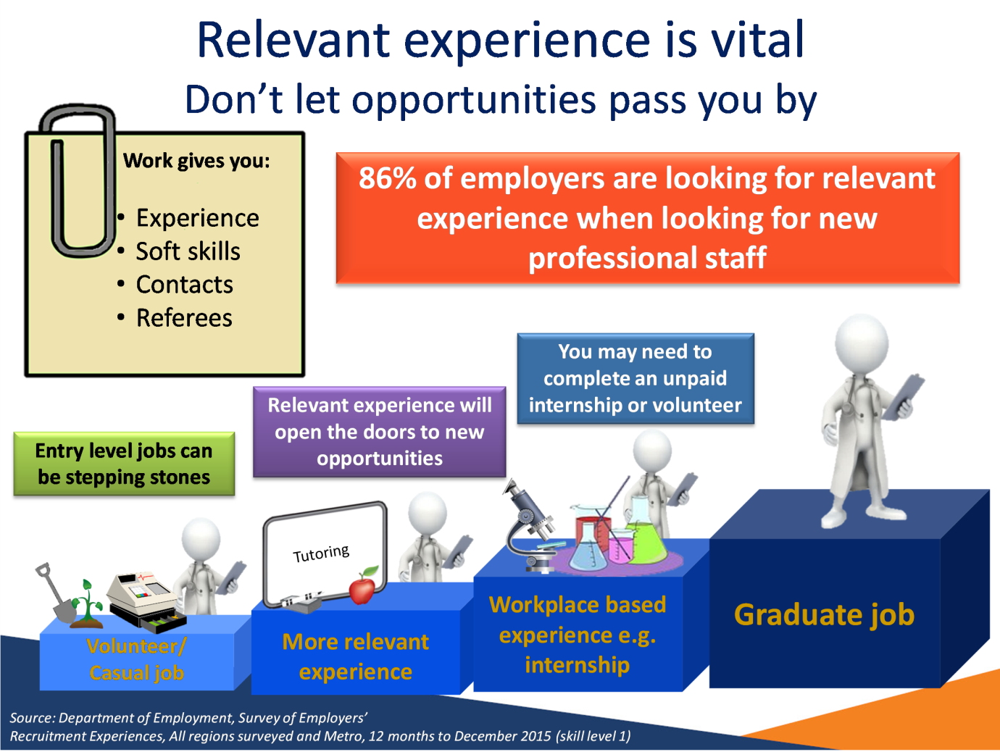 Relevant experience is vital
Don’t let opportunities pass you by
Work gives you:
• Experience
• Soft skills
• Contacts
• Referees
86% of employers are looking for relevant
experience when looking for new
professional staff
You may need to
complete an unpaid
internship or volunteer
Relevant experience will
open the doors to new
opportunities
Entry level jobs can
be stepping stones
Tutoring
Volunteer/
Casual job
More relevant
experience
Workplace based
experience e.g.
internship
Graduate job
Source: Department of Employment, Survey of Employers’
Recruitment Experiences, All regions surveyed and Metro, 12 months to December 2015 (skill level 1)